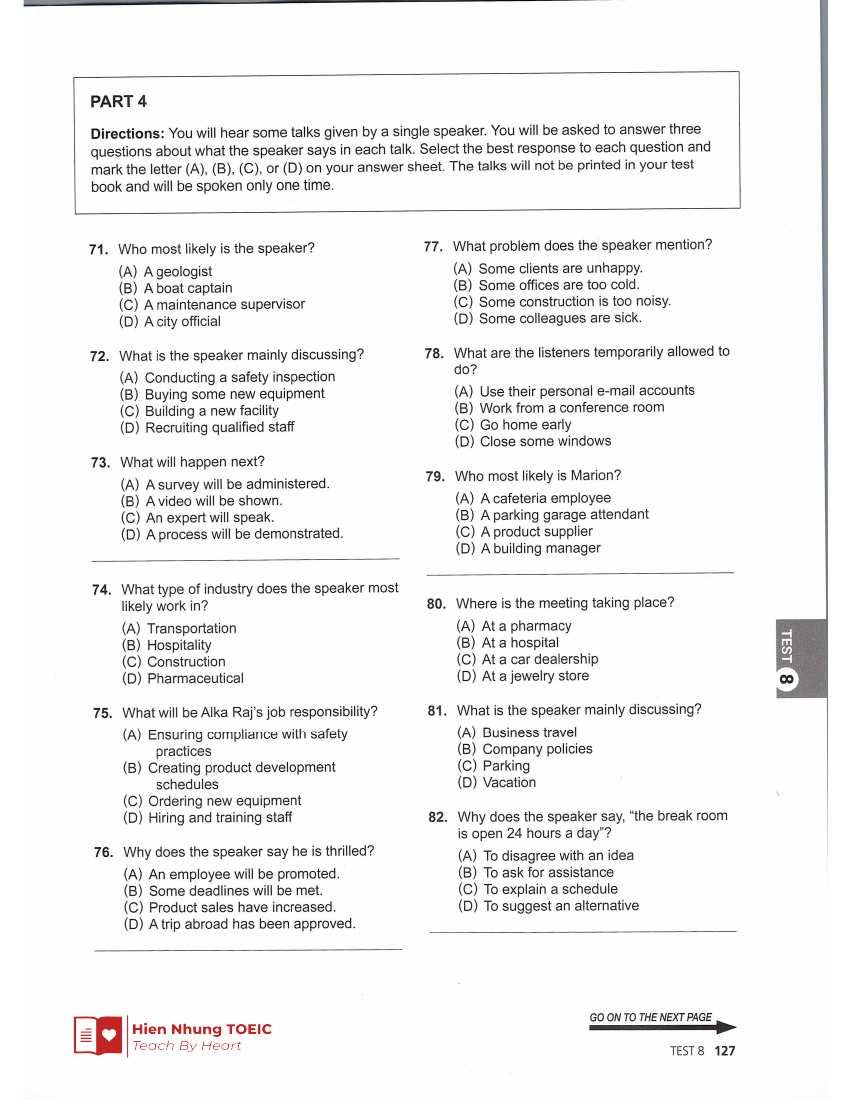 PART 4
Directions: You will hear some talks given by a single speaker. You will be asked to answer three
questions about what the speaker says in each talk. Select the best response to each question and
mark the letter (A), (B), (C), or (D) on your answer sheet. The talks will not be printed in your test
book and will be spoken only one time.
71. Who most likely is the speaker?
(A) A geologist
(B) A boat captain
(C) A maintenance supervisor
(D) A city official
72. What is the speaker mainly discussing?
(A) Conducting a safety inspection
(B) Buying some new equipment
(C) Building a new facility
(D) Recruiting qualified staff
73. What will happen next?
(A) A survey will be administered.
(B) A video will be shown.
(C) An expert will speak.
(D) A process will be demonstrated.
74. What type of industry does the speaker most
likely work in?
(A) Transportation
(B) Hospitality
(C) Construction
(D) Pharmaceutical
75. What will be Alka Raj's job responsibility?
(A) Ensuring compliance with safety
practices
(B) Creating product development
schedules
(C) Ordering new equipment
(D) Hiring and training staff
76. Why does the speaker say he is thrilled?
(A) An employee will be promoted.
(B) Some deadlines will be met.
(C) Product sales have increased.
(D) A trip abroad has been approved.
77. What problem does the speaker mention?
(A) Some clients are unhappy.
(B) Some offices are too cold.
(C) Some construction is too noisy.
(D) Some colleagues are sick.
78. What are the listeners temporarily allowed to
do?
(A) Use their personal e-mail accounts
(B) Work from a conference room
(C) Go home early
(D) Close some windows
79. Who most likely is Marion?
(A) A cafeteria employee
(B) A parking garage attendant
(C) A product supplier
(D) A building manager
80. Where is the meeting taking place?
(A) At a pharmacy
(B) At a hospital
(C) At a car dealership
(D) At a jewelry store
81. What is the speaker mainly discussing?
(A) Business travel
(B) Company policies
(C) Parking
(D) Vacation
82. Why does the speaker say, "the break room
is open 24 hours a day"?
(A) To disagree with an idea
(B) To ask for assistance
(C) To explain a schedule
(D) To suggest an alternative
TEST
8
Hien Nhung TOEIC
Teach By Heart
GO ON TO THE NEXT PAGE
TEST 8 127